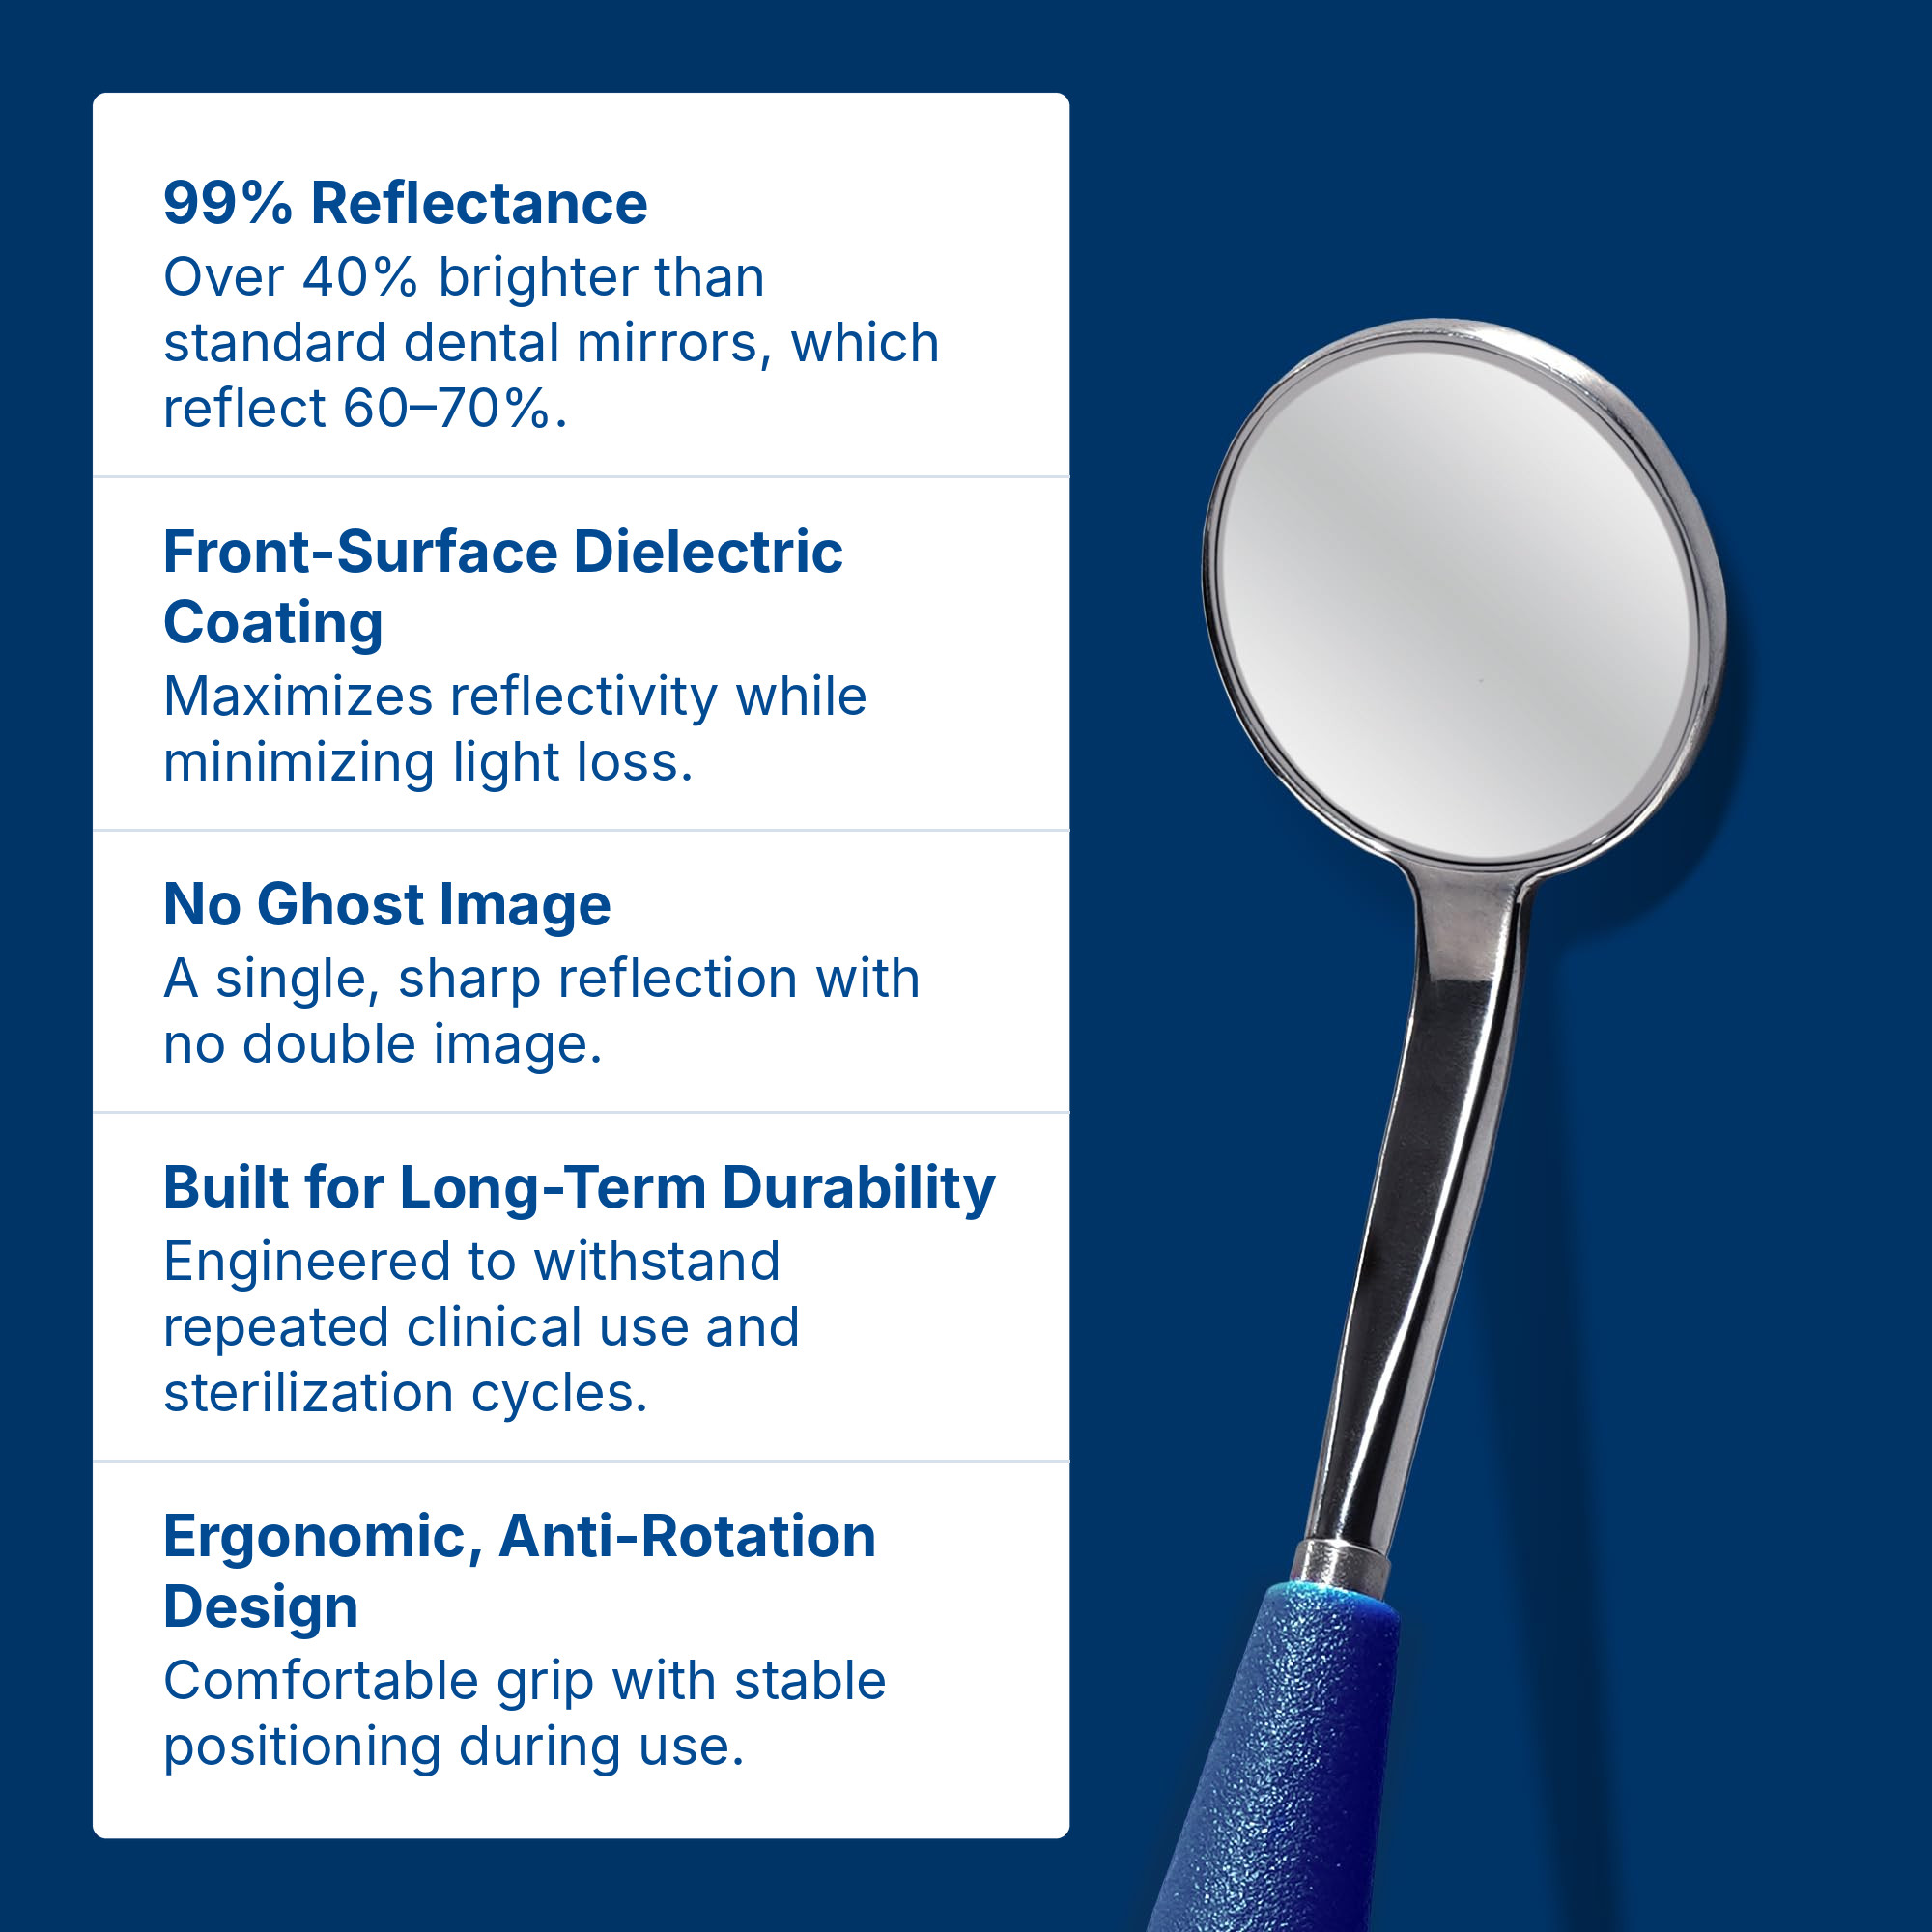 99% Reflectance
Over 40% brighter than
standard dental mirrors, which
reflect 60–70%.
Front-Surface Dielectric
Coating
Maximizes reflectivity while
minimizing light loss.
No Ghost Image
A single, sharp reflection with
no double image.
Built for Long-Term Durability
Engineered to withstand
repeated clinical use and
sterilization cycles.
Ergonomic, Anti-Rotation
Design
Comfortable grip with stable
positioning during use.